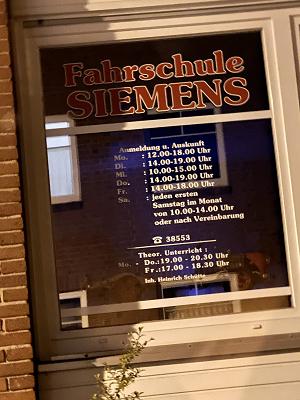 Fahrschule
SIEMENS
Anmeldung u. Auskunft
Mo. : 12.00-18.00 Uhr
Di. : 14.00-19.00 Uhr
Mi. : 10.00-15.00 Uhr
Do. : 14.00-19.00 Uhr
Fr. : 14.00-18.00 Uhr
Sa. : jeden ersten
Samstag im Monat
von 10.00-14.00 Uhr
oder nach Vereinbarung
☎ 38553
Theor. Unterricht :
Mo. - Do.:19.00 - 20.30 Uhr
Fr.:17.00 - 18.30 Uhr
Inh. Heinrich Schütte